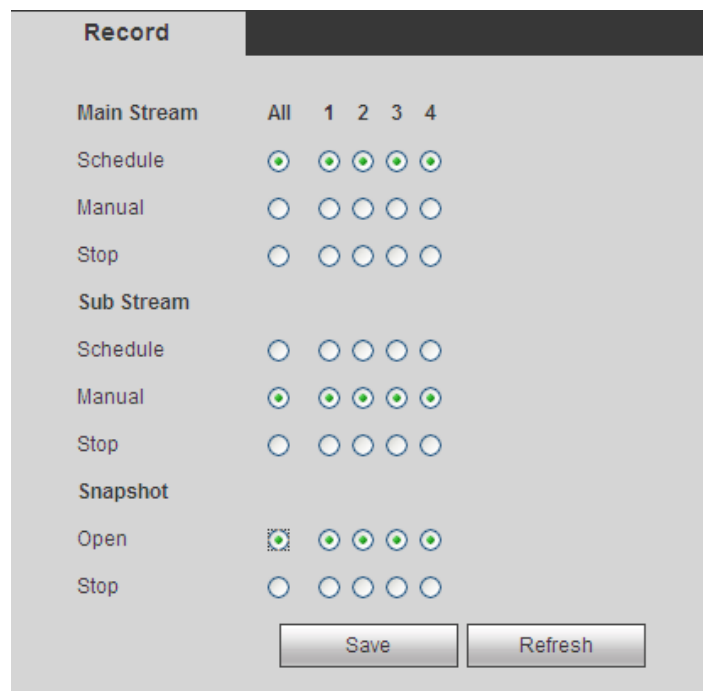 Record
Main Stream All 1 2 3 4
Schedule
Manual
Stop
Sub Stream
Schedule
Manual
Stop
Snapshot
Open
Stop
Save Refresh